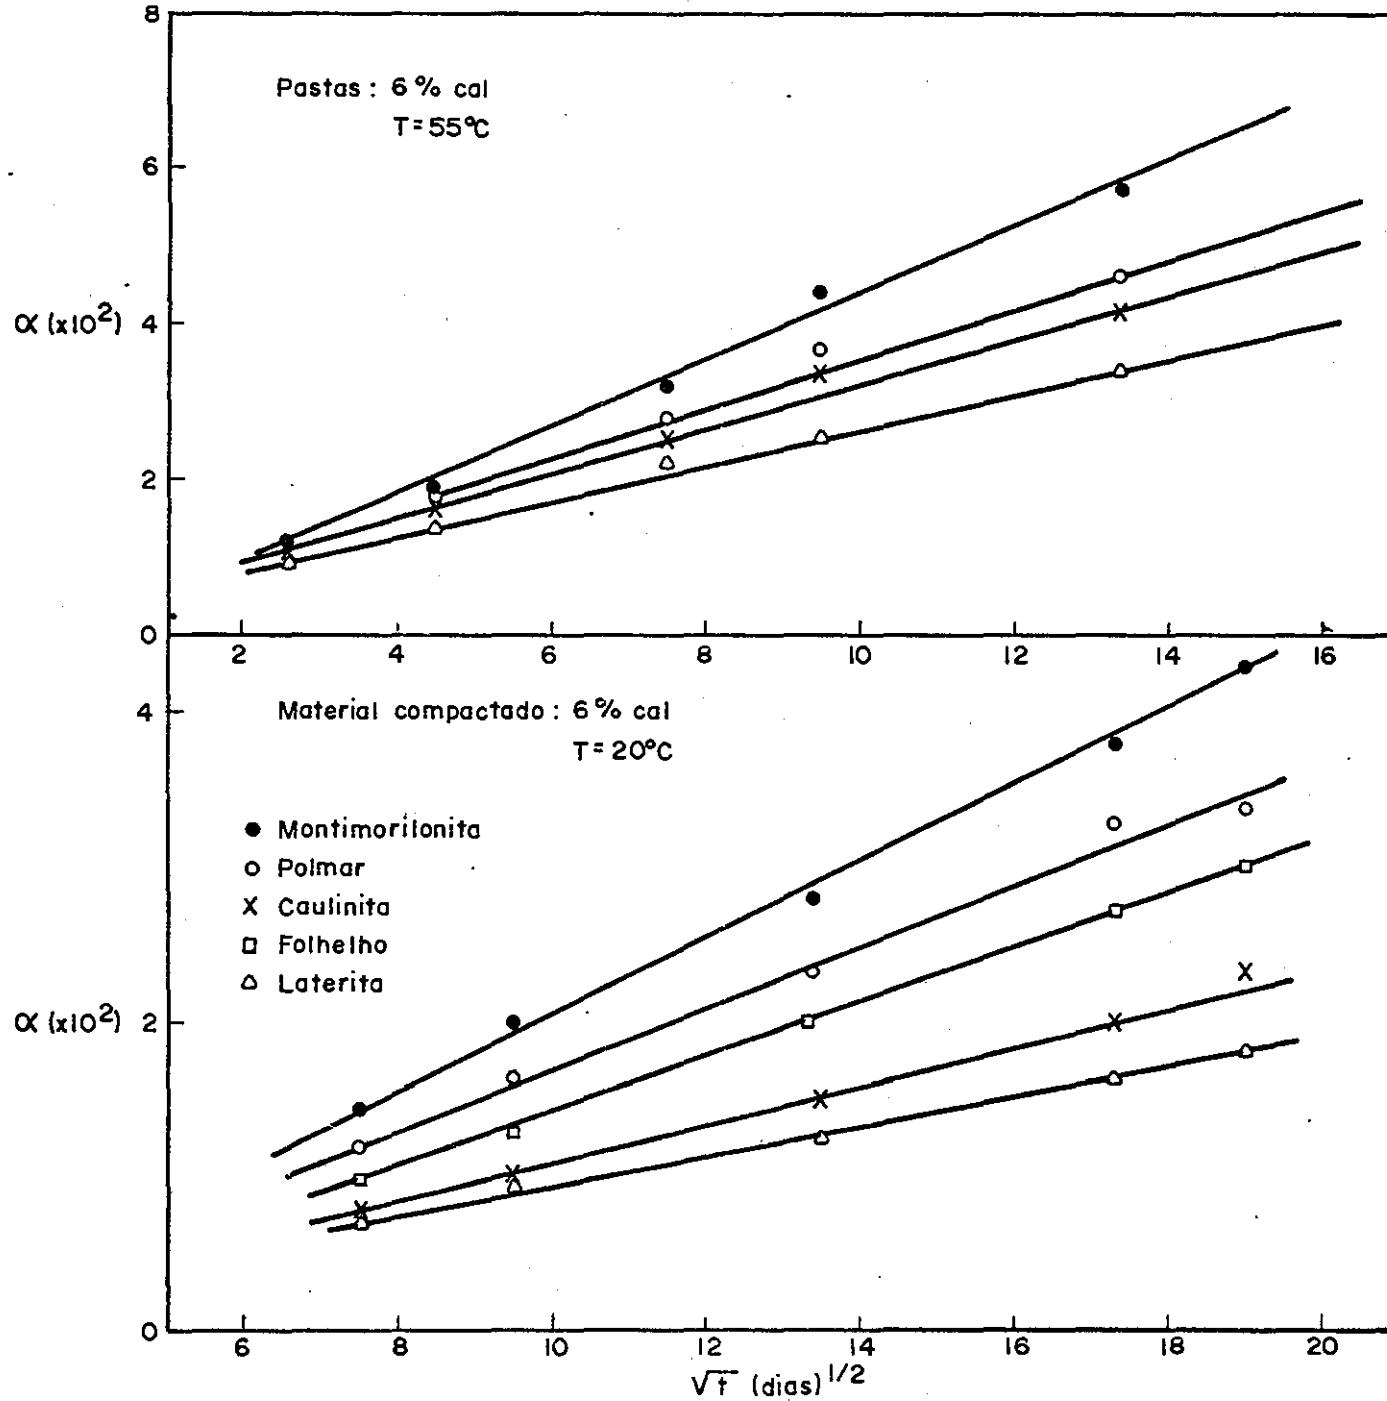 8
Pastas: 6% cal
T=55°C
6
α (x10²)
4
2
0
2 4 6 8 10 12 14 16
4
Material compactado: 6% cal
T=20°C
● Montimorilonita
○ Polmar
× Caulinita
□ Folhelho
△ Laterita
α (x10²)
2
0
6 8 10 12 14 16 18 20
√t (dias)^1/2